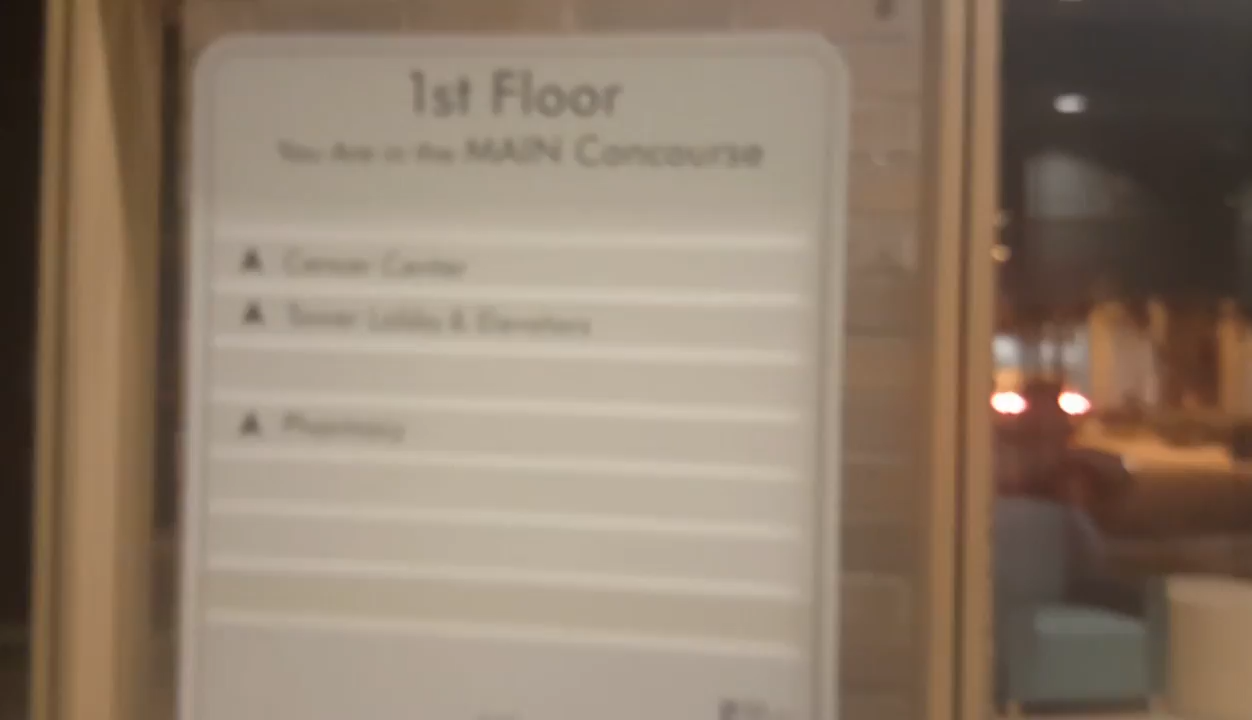 1st Floor
You Are in the MAIN Concourse
Cancer Center
Tower Lobby & Elevators
Pharmacy